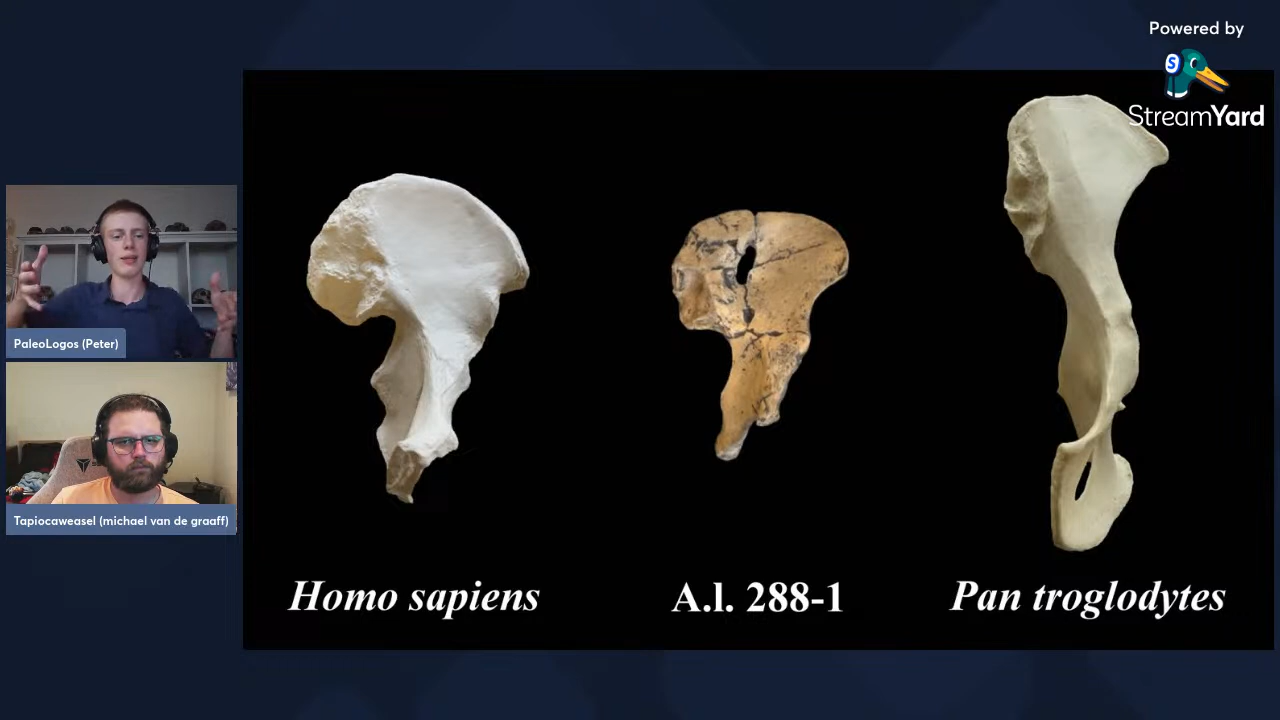 Powered by
S
StreamYard
PaleoLogos (Peter)
Tapiocaweasel (michael van de graaff)
Homo sapiens
A.l. 288-1
Pan troglodytes